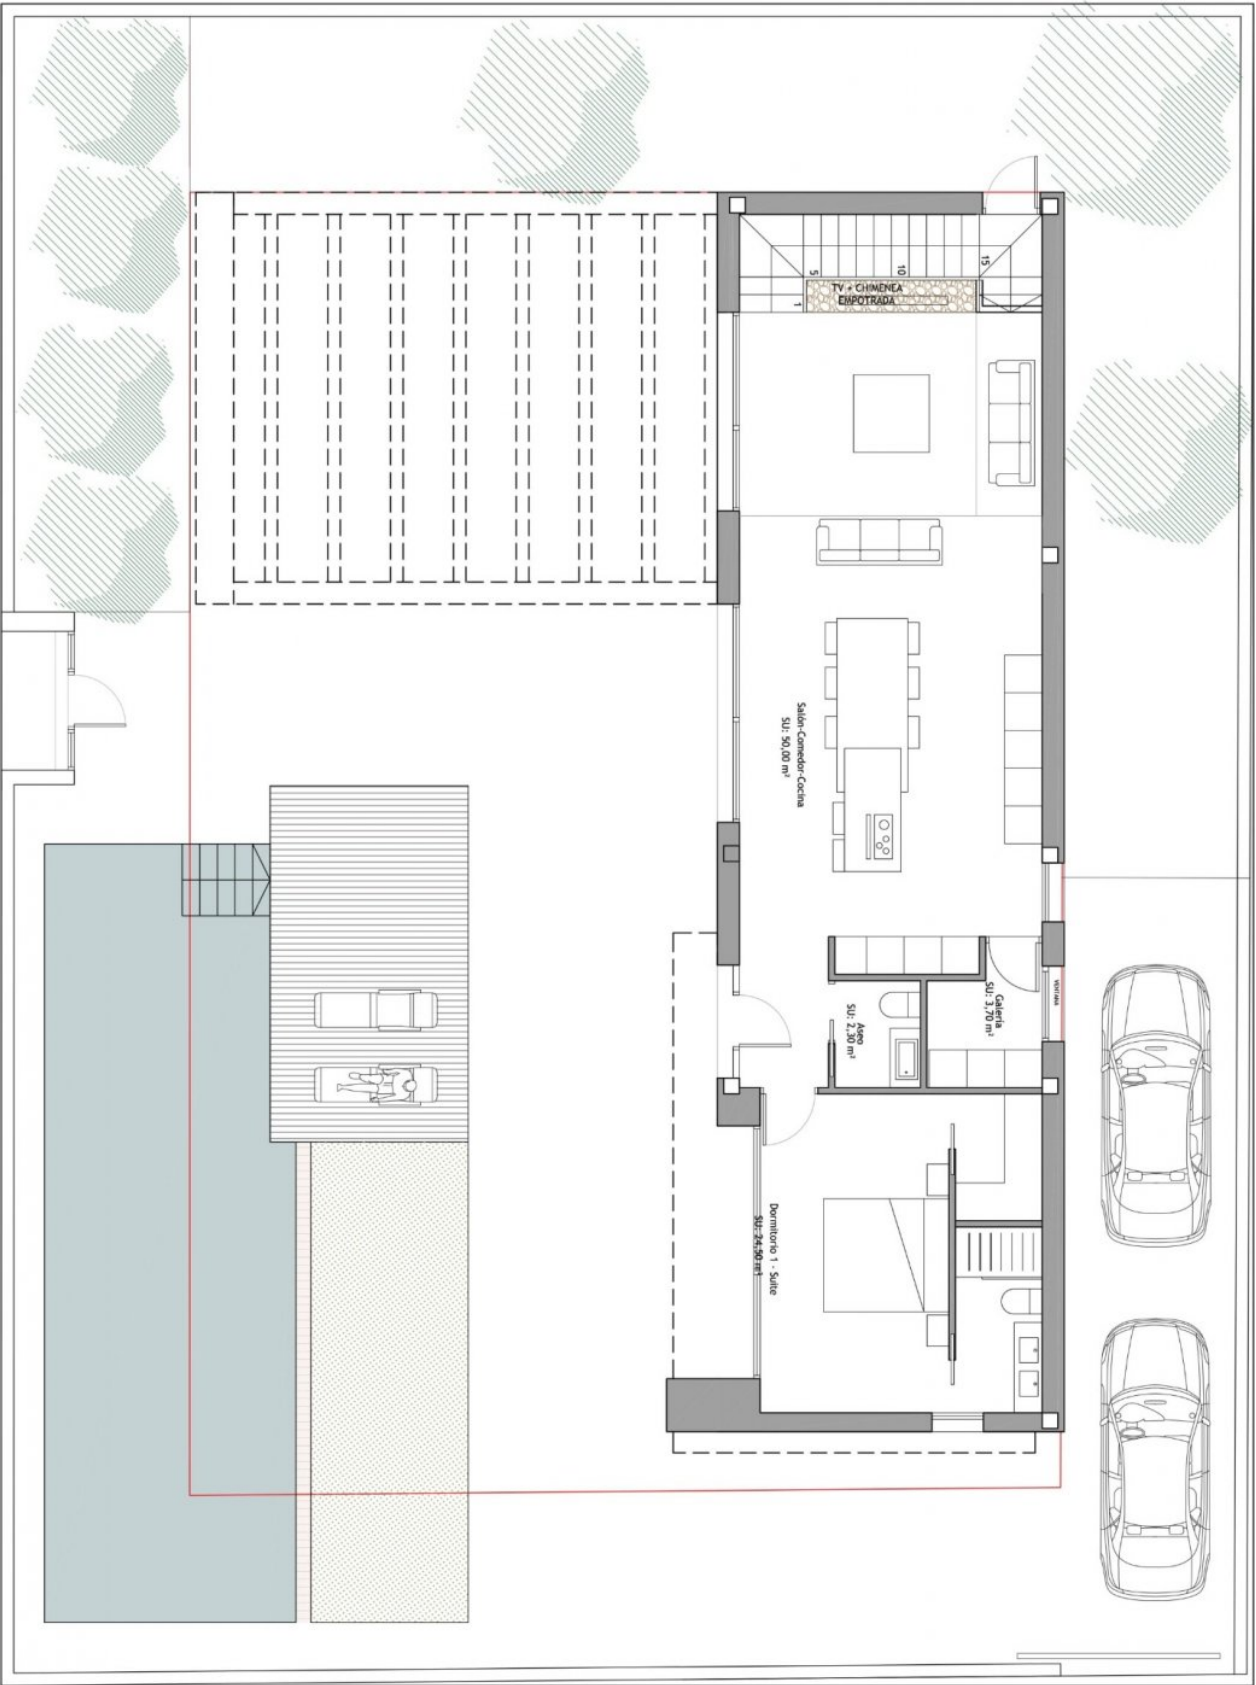 15
10
5
1
TV + CHIMENEA
EMPOTRADA
Salón-Comedor-Cocina
SU: 50,00 m²
Galería
SU: 3,70 m²
VENTANA
Aseo
SU: 2,30 m²
Dormitorio 1 - Suite
SU: 24,50 m²